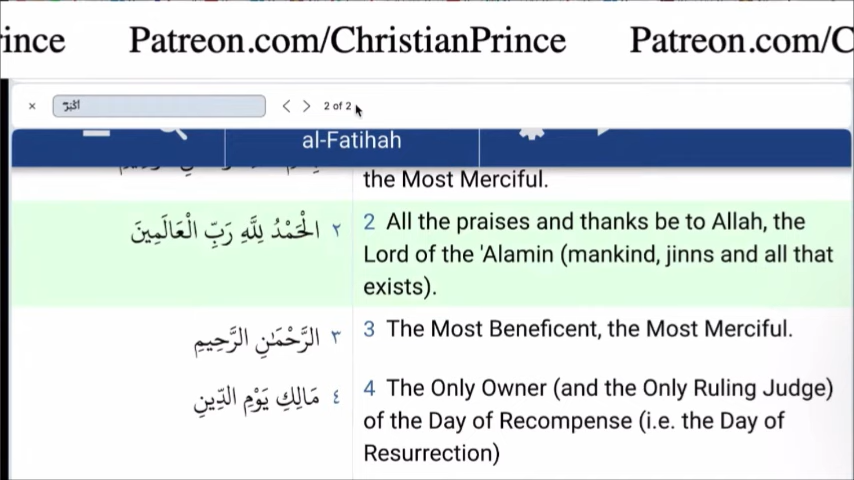 ince Patreon.com/ChristianPrince Patreon.com/C
2 of 2
al-Fatihah
the Most Merciful.
الْحَمْدُ لِلَّهِ رَبِّ الْعَالَمِينَ ٢
2 All the praises and thanks be to Allah, the
Lord of the 'Alamin (mankind, jinns and all that
exists).
الرَّحْمَٰنِ الرَّحِيمِ ٣
3 The Most Beneficent, the Most Merciful.
مَالِكِ يَوْمِ الدِّينِ ٤
4 The Only Owner (and the Only Ruling Judge)
of the Day of Recompense (i.e. the Day of
Resurrection)